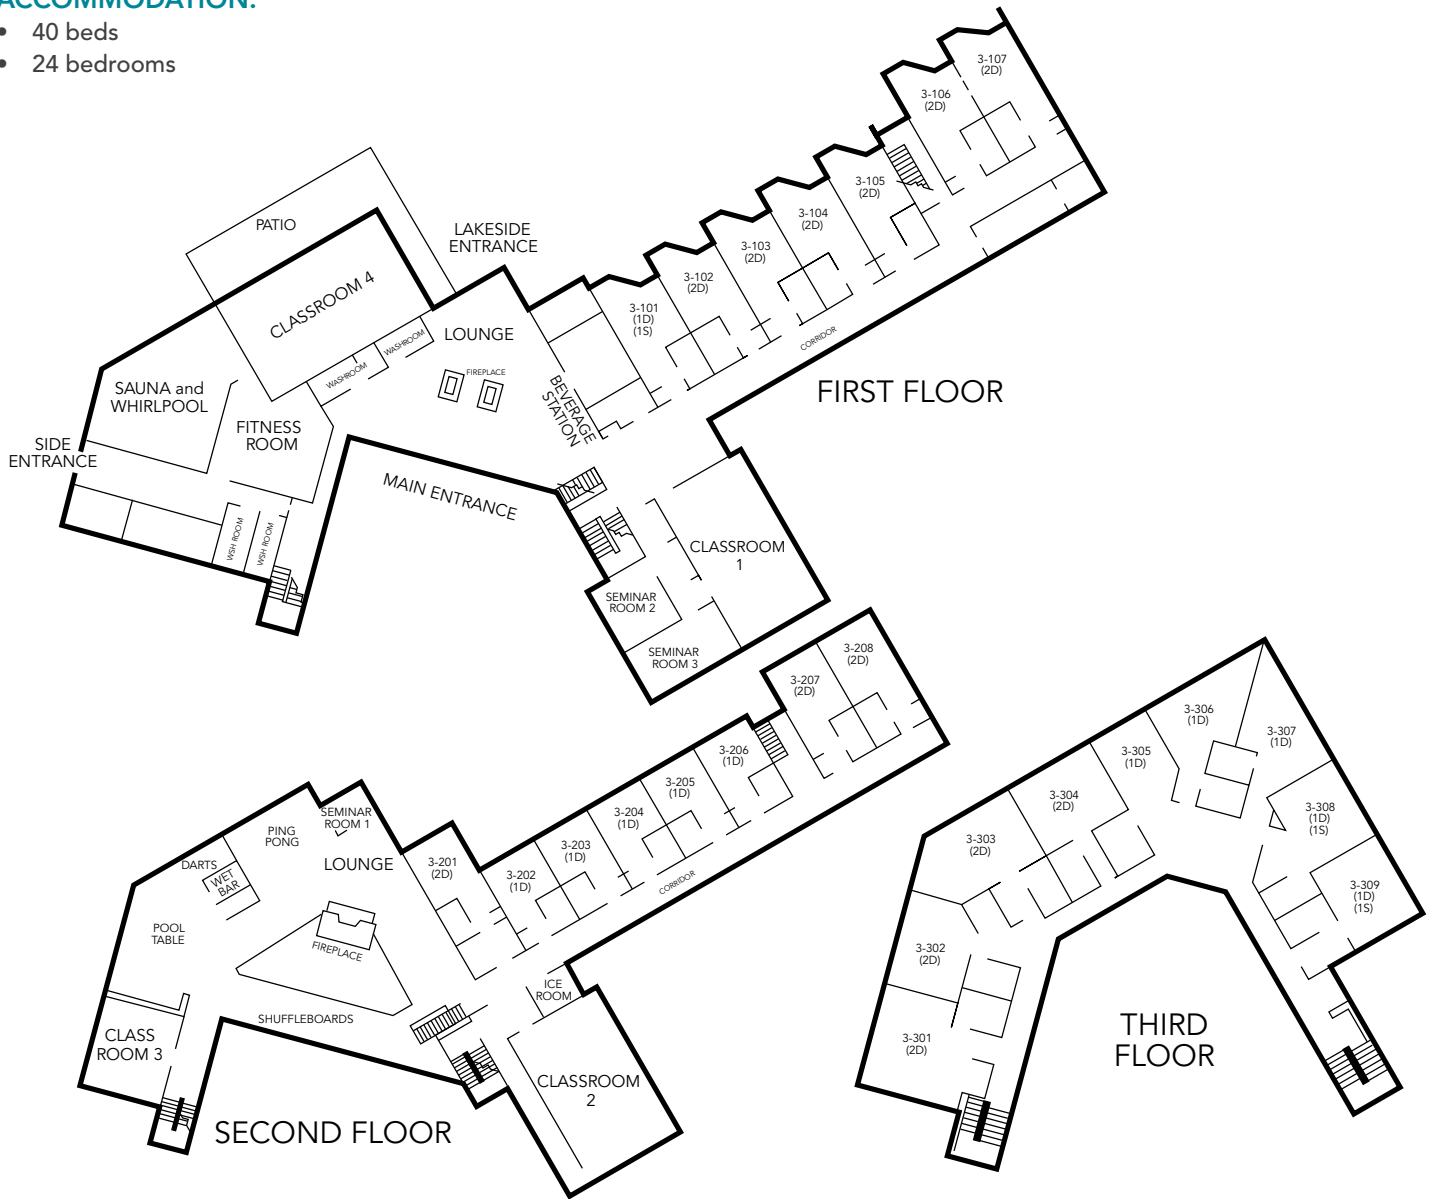 ACCOMMODATION:
• 40 beds
• 24 bedrooms
3-107
(2D)
3-106
(2D)
3-105
(2D)
3-104
(2D)
3-103
(2D)
3-102
(2D)
3-101
(1D)
(1S)
PATIO
LAKESIDE
ENTRANCE
CLASSROOM 4
LOUNGE
WASHROOM
WASHROOM
FIREPLACE
CORRIDOR
BEVERAGE
STATION
FIRST FLOOR
SAUNA and
WHIRLPOOL
FITNESS
ROOM
SIDE
ENTRANCE
MAIN ENTRANCE
WSH ROOM
WSH ROOM
CLASSROOM
1
SEMINAR
ROOM 2
SEMINAR
ROOM 3
3-208
(2D)
3-207
(2D)
3-206
(1D)
3-205
(1D)
3-204
(1D)
3-203
(1D)
3-202
(1D)
3-201
(2D)
SEMINAR
ROOM 1
PING
PONG
LOUNGE
DARTS
WET
BAR
POOL
TABLE
FIREPLACE
CORRIDOR
ICE
ROOM
SHUFFLEBOARDS
CLASS
ROOM 3
CLASSROOM
2
SECOND FLOOR
3-306
(1D)
3-307
(1D)
3-305
(1D)
3-304
(2D)
3-308
(1D)
(1S)
3-303
(2D)
3-309
(1D)
(1S)
3-302
(2D)
3-301
(2D)
THIRD
FLOOR